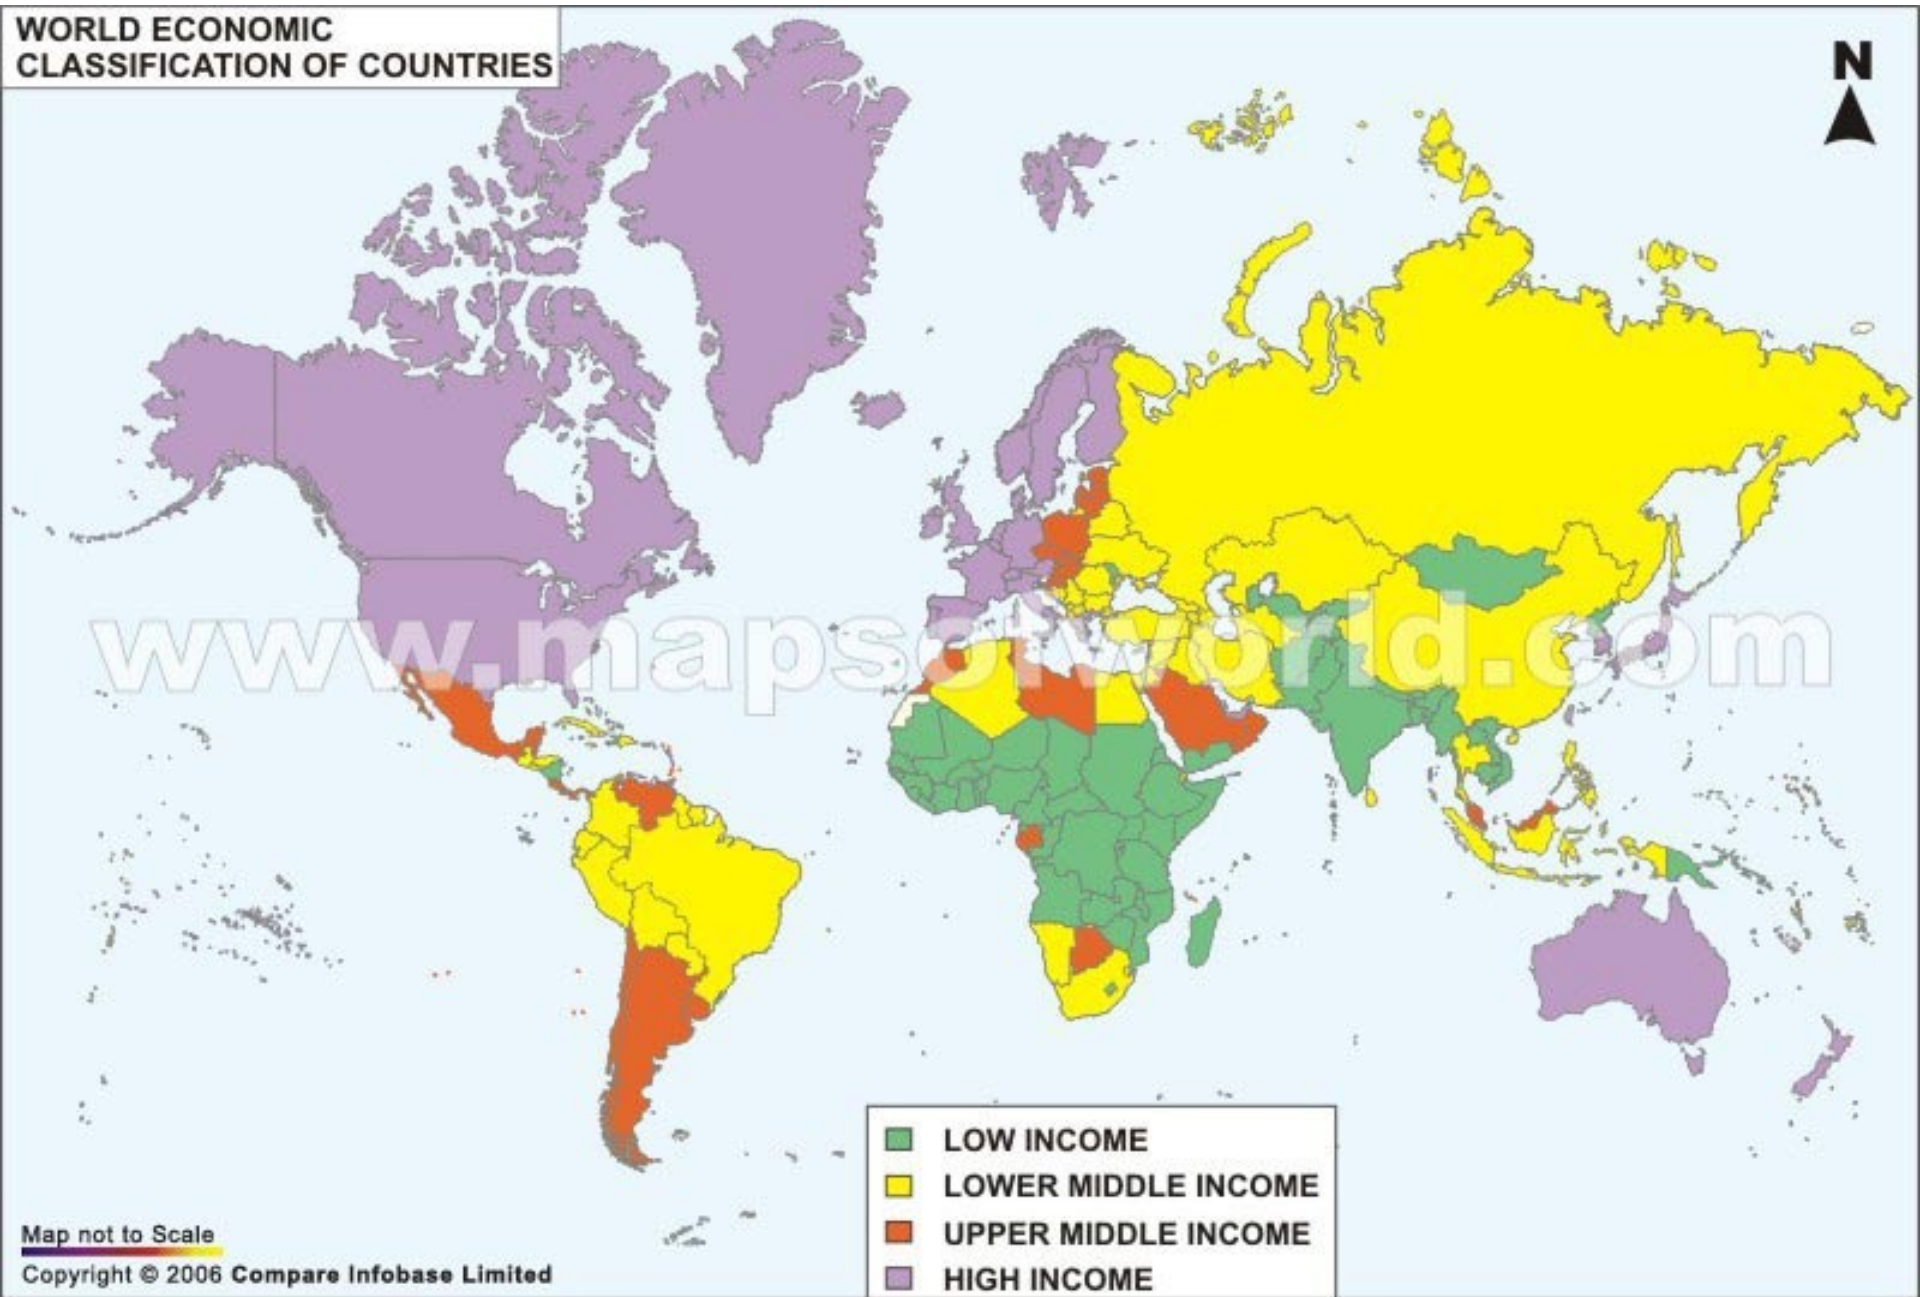 WORLD ECONOMIC
CLASSIFICATION OF COUNTRIES
N
www.mapsofworld.com
LOW INCOME
LOWER MIDDLE INCOME
UPPER MIDDLE INCOME
HIGH INCOME
Map not to Scale
Copyright © 2006 Compare Infobase Limited